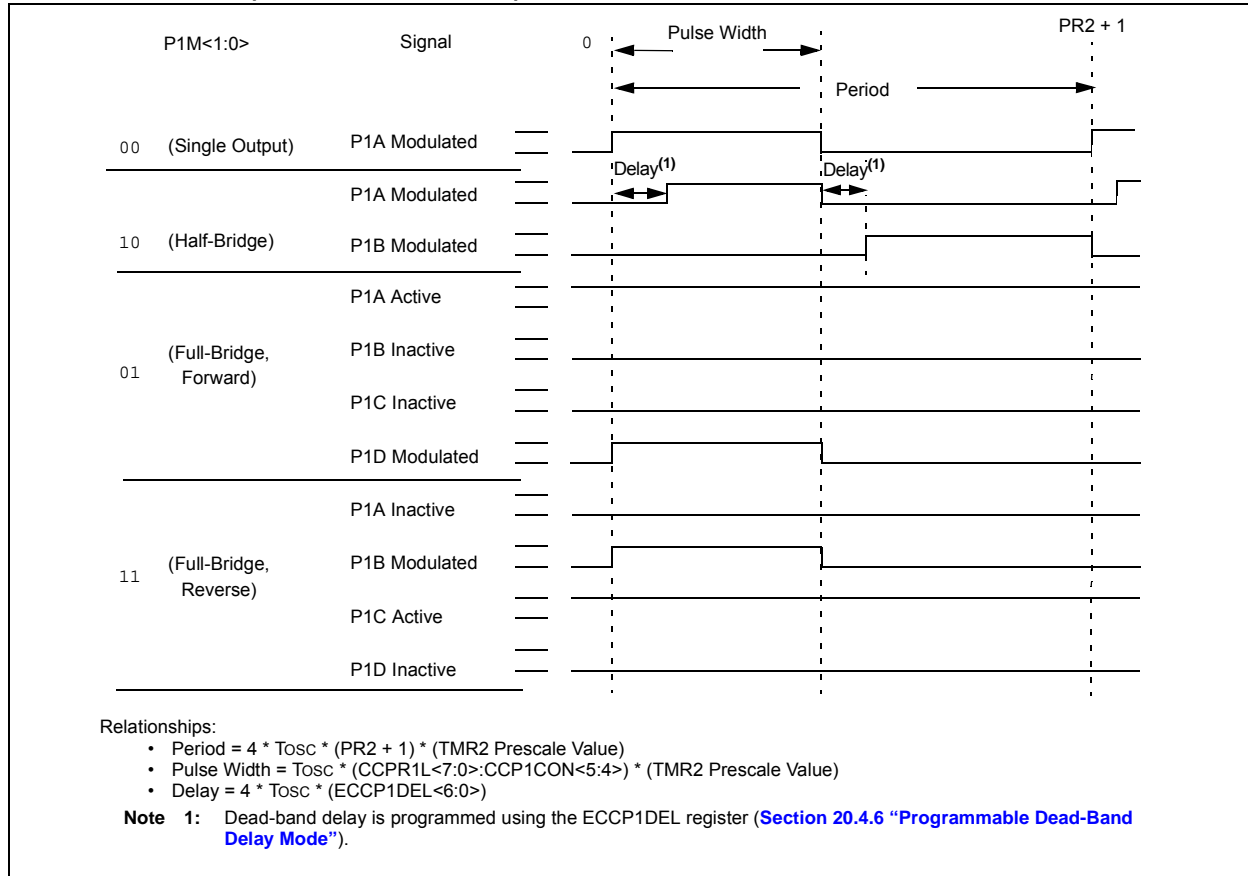 P1M<1:0> Signal 0 Pulse Width PR2 + 1
Period
00 (Single Output) P1A Modulated
Delay(1) Delay(1)
P1A Modulated
10 (Half-Bridge) P1B Modulated
P1A Active
01 (Full-Bridge, Forward) P1B Inactive
P1C Inactive
P1D Modulated
P1A Inactive
11 (Full-Bridge, Reverse) P1B Modulated
P1C Active
P1D Inactive
Relationships:
• Period = 4 * TOSC * (PR2 + 1) * (TMR2 Prescale Value)
• Pulse Width = TOSC * (CCPR1L<7:0>:CCP1CON<5:4>) * (TMR2 Prescale Value)
• Delay = 4 * TOSC * (ECCP1DEL<6:0>)
Note 1: Dead-band delay is programmed using the ECCP1DEL register (Section 20.4.6 “Programmable Dead-Band
Delay Mode”).